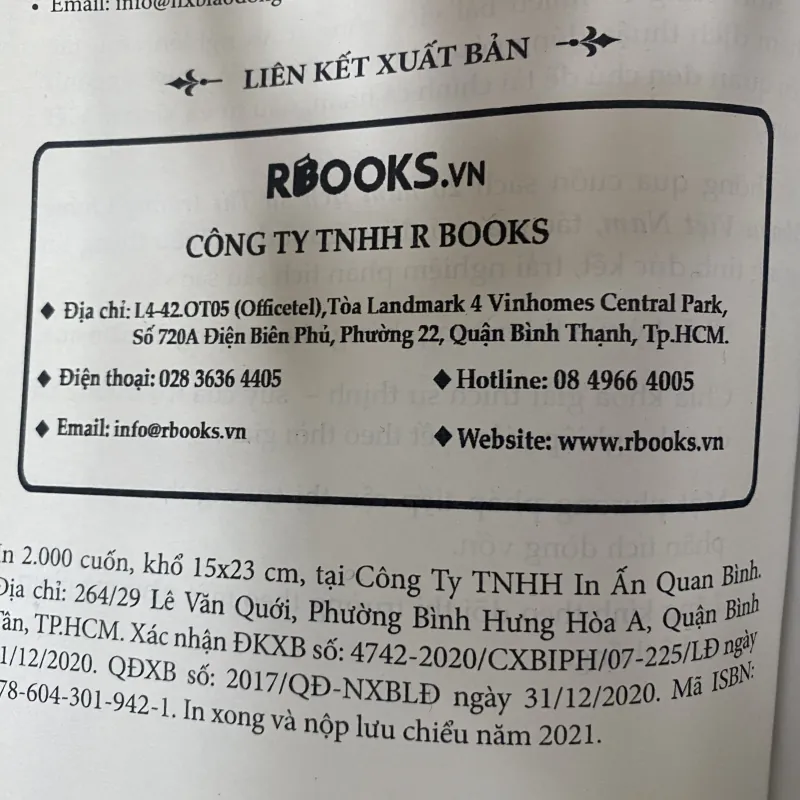 • Email: info@nxblaodong
LIÊN KẾT XUẤT BẢN
RBOOKS.VN
CÔNG TY TNHH R BOOKS
◆ Địa chỉ: L4-42.OT05 (Officetel),Tòa Landmark 4 Vinhomes Central Park,
Số 720A Điện Biên Phủ, Phường 22, Quận Bình Thạnh, Tp.HCM.
◆ Điện thoại: 028 3636 4405 ◆ Hotline: 08 4966 4005
◆ Email: info@rbooks.vn ◆ Website: www.rbooks.vn
In 2.000 cuốn, khổ 15x23 cm, tại Công Ty TNHH In Ấn Quan Bình.
Địa chỉ: 264/29 Lê Văn Quới, Phường Bình Hưng Hòa A, Quận Bình
Tân, TP.HCM. Xác nhận ĐKXB số: 4742-2020/CXBIPH/07-225/LĐ ngày
1/12/2020. QĐXB số: 2017/QĐ-NXBLĐ ngày 31/12/2020. Mã ISBN:
78-604-301-942-1. In xong và nộp lưu chiểu năm 2021.